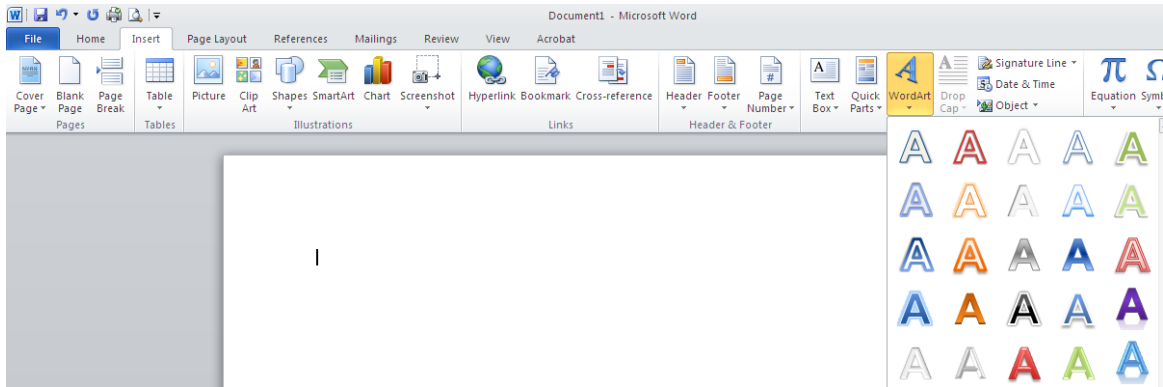 Document1 - Microsoft Word
File Home Insert Page Layout References Mailings Review View Acrobat
Cover Page Blank Page Page Break Table Picture Clip Art Shapes SmartArt Chart Screenshot Hyperlink Bookmark Cross-reference Header Footer Page Number Text Box Quick Parts WordArt Drop Cap Signature Line Date & Time Object Equation
Pages Tables Illustrations Links Header & Footer
A A A A A
A A A A A
A A A A A
A A A A A
A A A A A